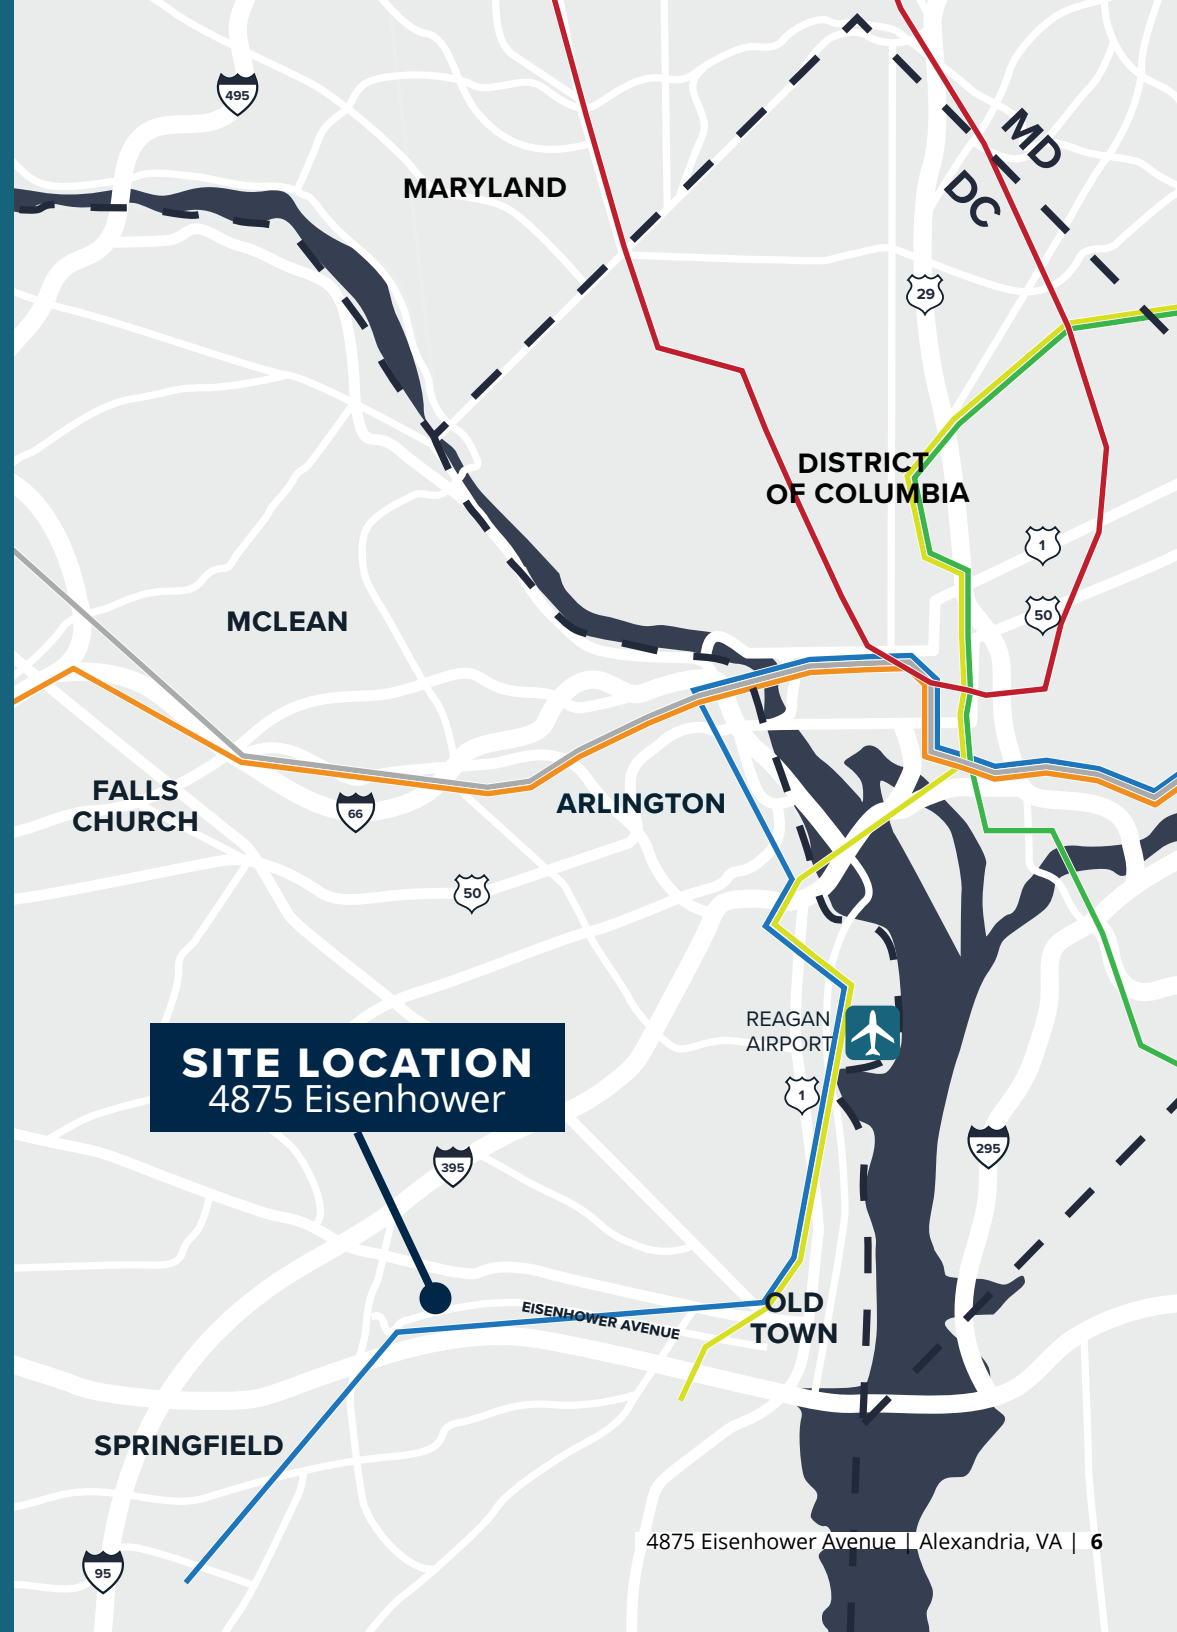 495
MD
MARYLAND
DC
29
DISTRICT
OF COLUMBIA
1
50
MCLEAN
FALLS
CHURCH
66
ARLINGTON
50
REAGAN
AIRPORT
SITE LOCATION
4875 Eisenhower
1
395
295
EISENHOWER AVENUE
OLD
TOWN
SPRINGFIELD
95
4875 Eisenhower Avenue | Alexandria, VA | 6